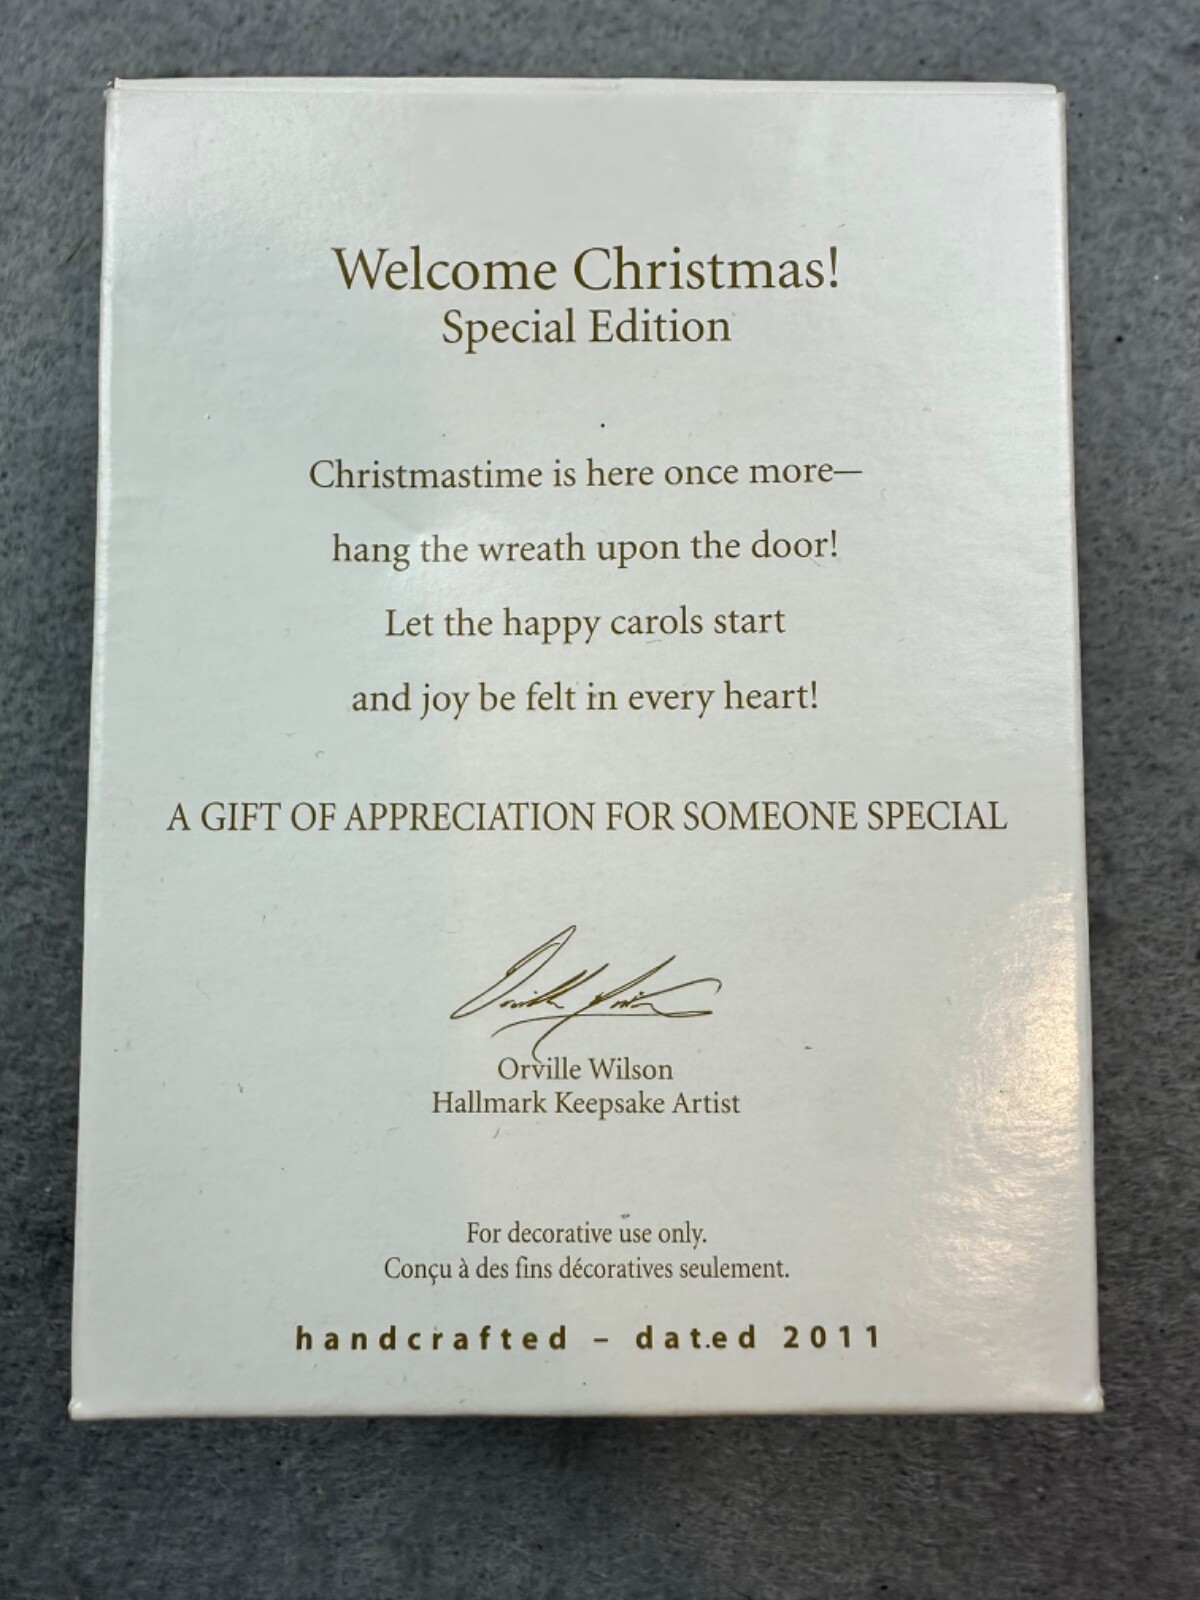 Welcome Christmas!
Special Edition
Christmastime is here once more—
hang the wreath upon the door!
Let the happy carols start
and joy be felt in every heart!
A GIFT OF APPRECIATION FOR SOMEONE SPECIAL
Orville Wilson
Orville Wilson
Hallmark Keepsake Artist
For decorative use only.
Conçu à des fins décoratives seulement.
handcrafted – dated 2011